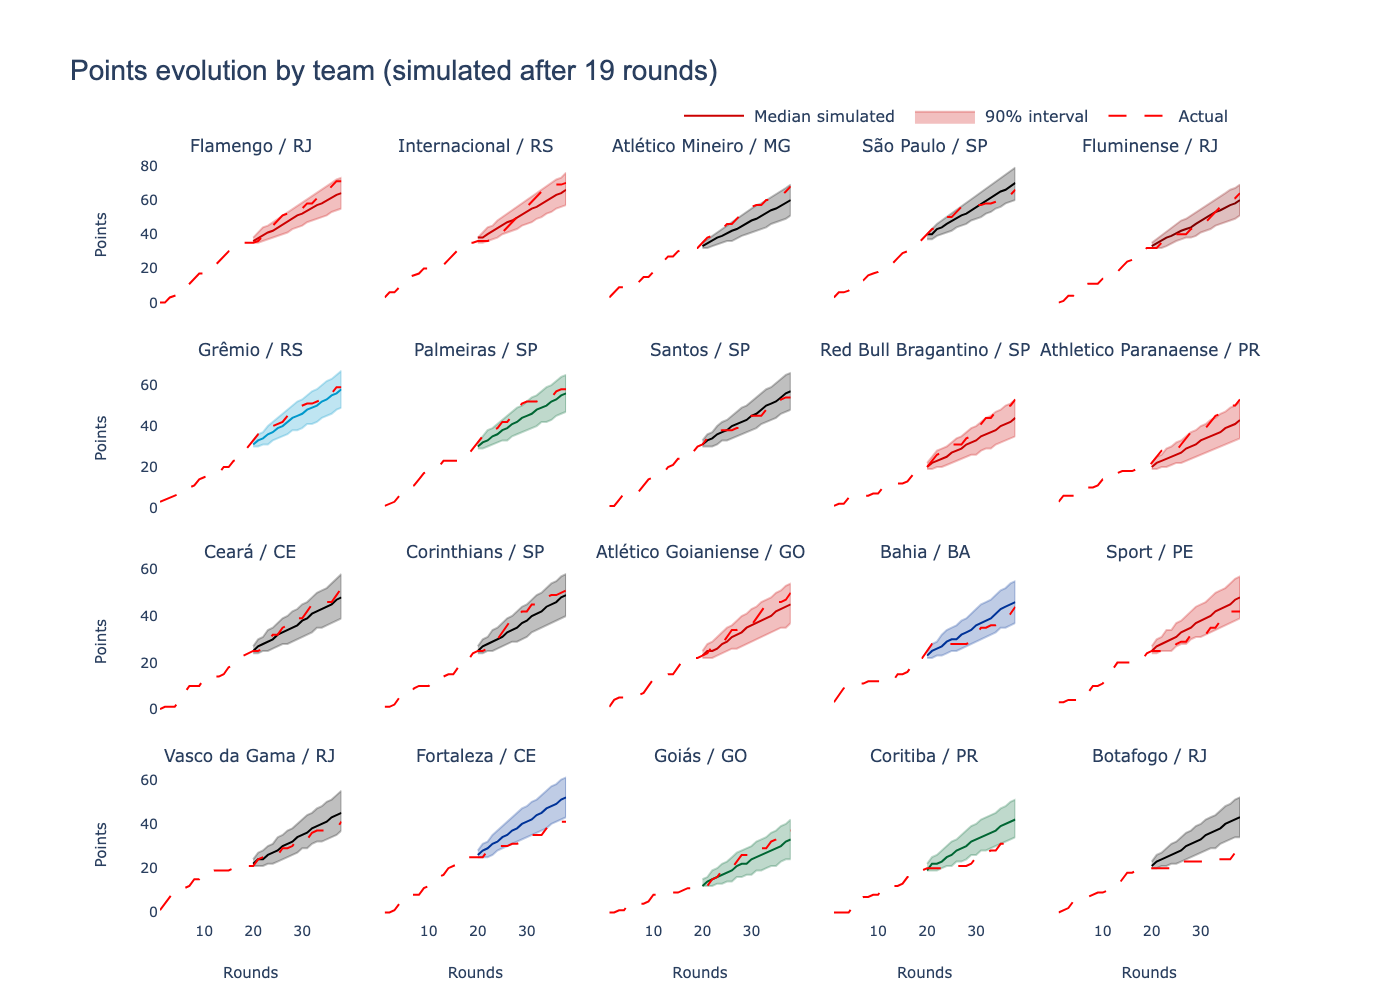 Points evolution by team (simulated after 19 rounds)
Median simulated 90% interval Actual
Flamengo / RJ Internacional / RS Atlético Mineiro / MG São Paulo / SP Fluminense / RJ
80
60
40
20
0
Points
Grêmio / RS Palmeiras / SP Santos / SP Red Bull Bragantino / SP Athletico Paranaense / PR
60
40
20
0
Points
Ceará / CE Corinthians / SP Atlético Goianiense / GO Bahia / BA Sport / PE
60
40
20
0
Points
Vasco da Gama / RJ Fortaleza / CE Goiás / GO Coritiba / PR Botafogo / RJ
60
40
20
0
Points
10 20 30 10 20 30 10 20 30 10 20 30 10 20 30
Rounds Rounds Rounds Rounds Rounds